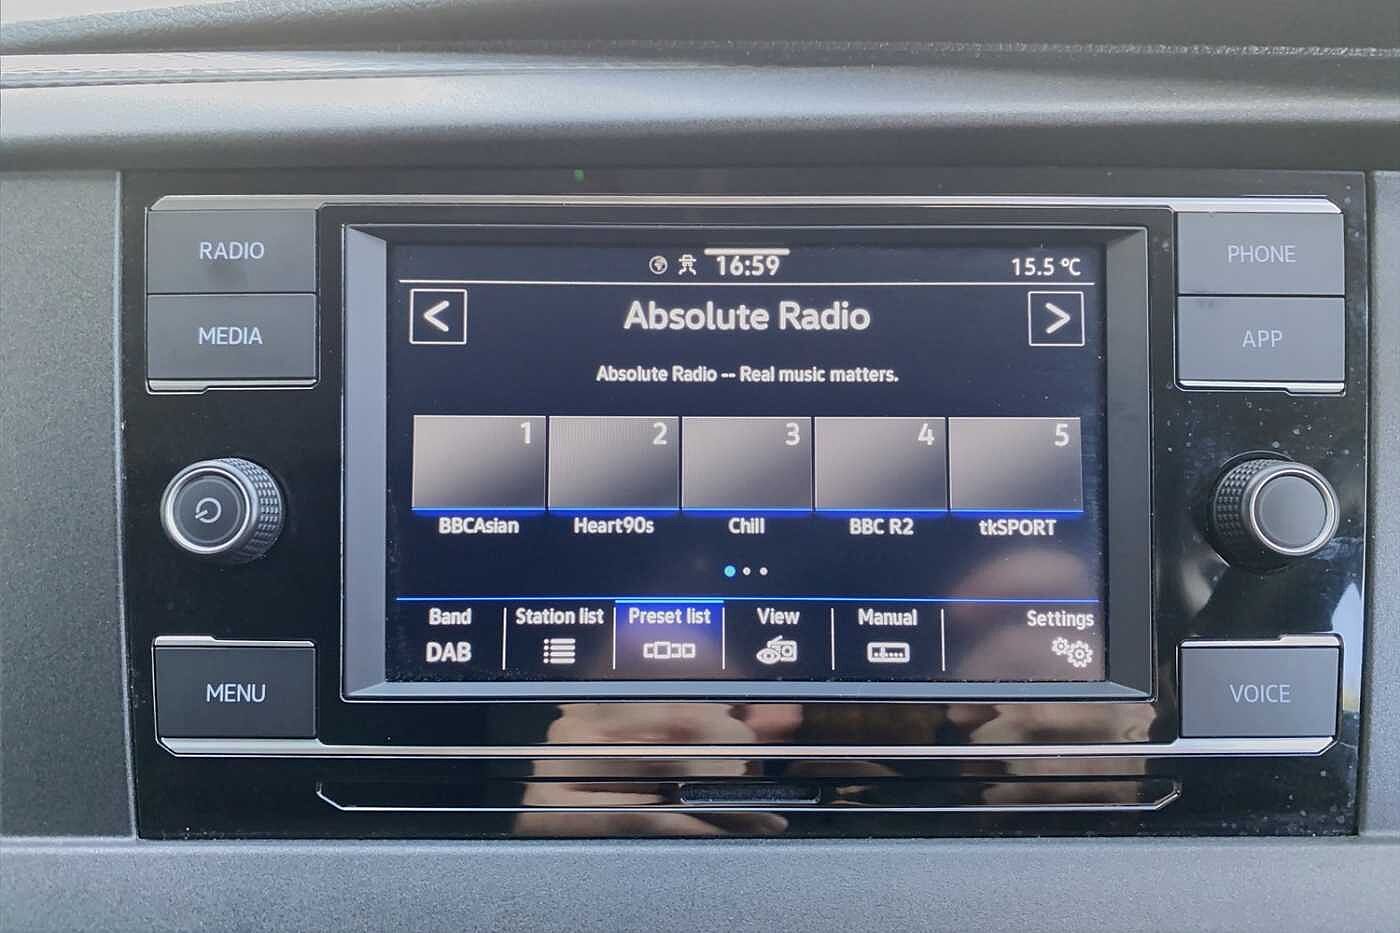 RADIO
MEDIA
MENU
16:59
15.5 °C
<
Absolute Radio
>
Absolute Radio -- Real music matters.
1 2 3 4 5
BBCAsian Heart90s Chill BBC R2 tkSPORT
Band Station list Preset list View Manual Settings
DAB
PHONE
APP
VOICE